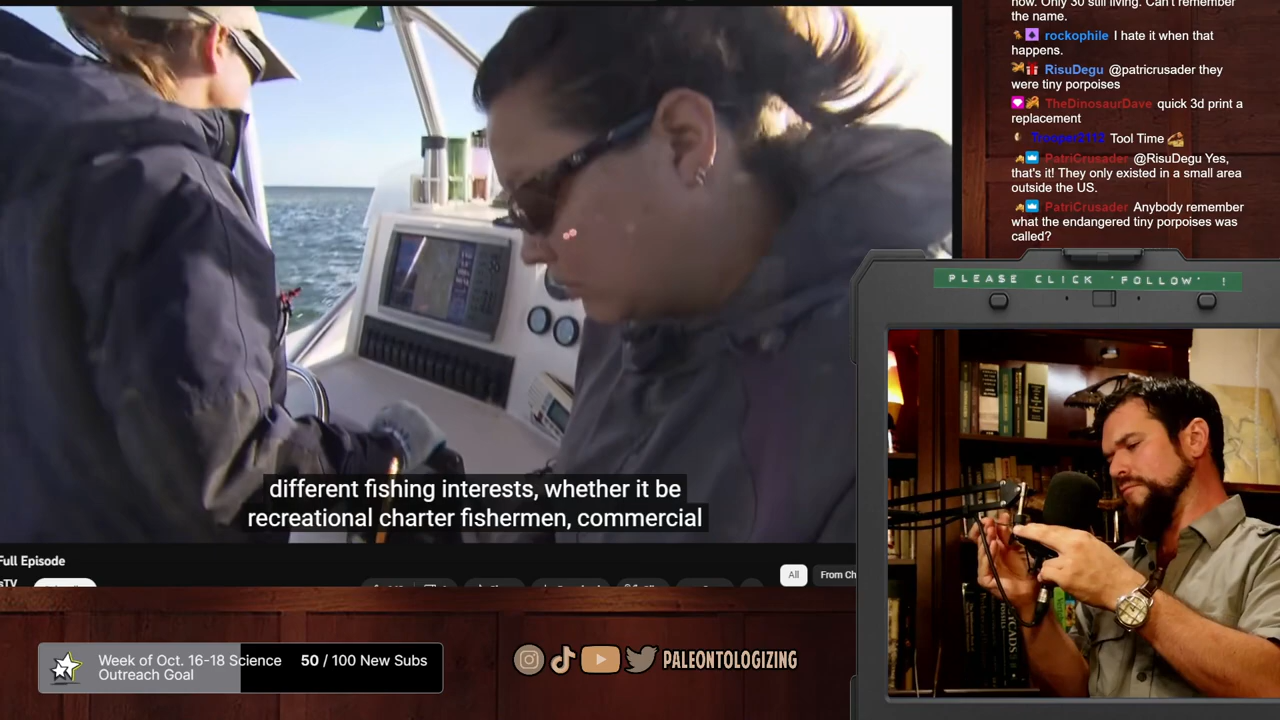 now. Only 30 still living. Can't remember
the name.
rockophile I hate it when that
happens.
RisuDegu @patricrusader they
were tiny porpoises
TheDinosaurDave quick 3d print a
replacement
Trooper2112 Tool Time
PatriCrusader @RisuDegu Yes,
that's it! They only existed in a small area
outside the US.
PatriCrusader Anybody remember
what the endangered tiny porpoises was
called?
PLEASE CLICK 'FOLLOW' !
different fishing interests, whether it be
recreational charter fishermen, commercial
Full Episode
sTV
All
From Ch
Week of Oct. 16-18 Science
Outreach Goal
50 / 100 New Subs
PALEONTOLOGIZING